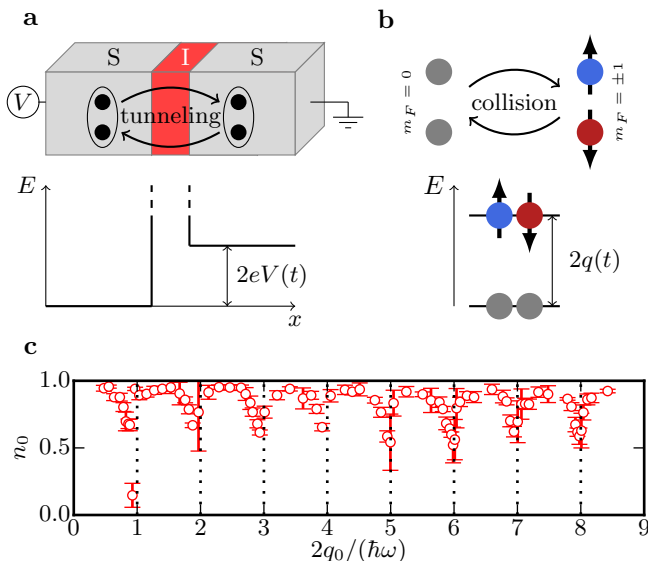 a
S I S
V
tunneling
E
2eV(t)
x
b
m_F = 0
collision
m_F = ±1
E
2q(t)
c
n_0
1.0
0.5
0.0
0 1 2 3 4 5 6 7 8 9
2q_0/(ħω)